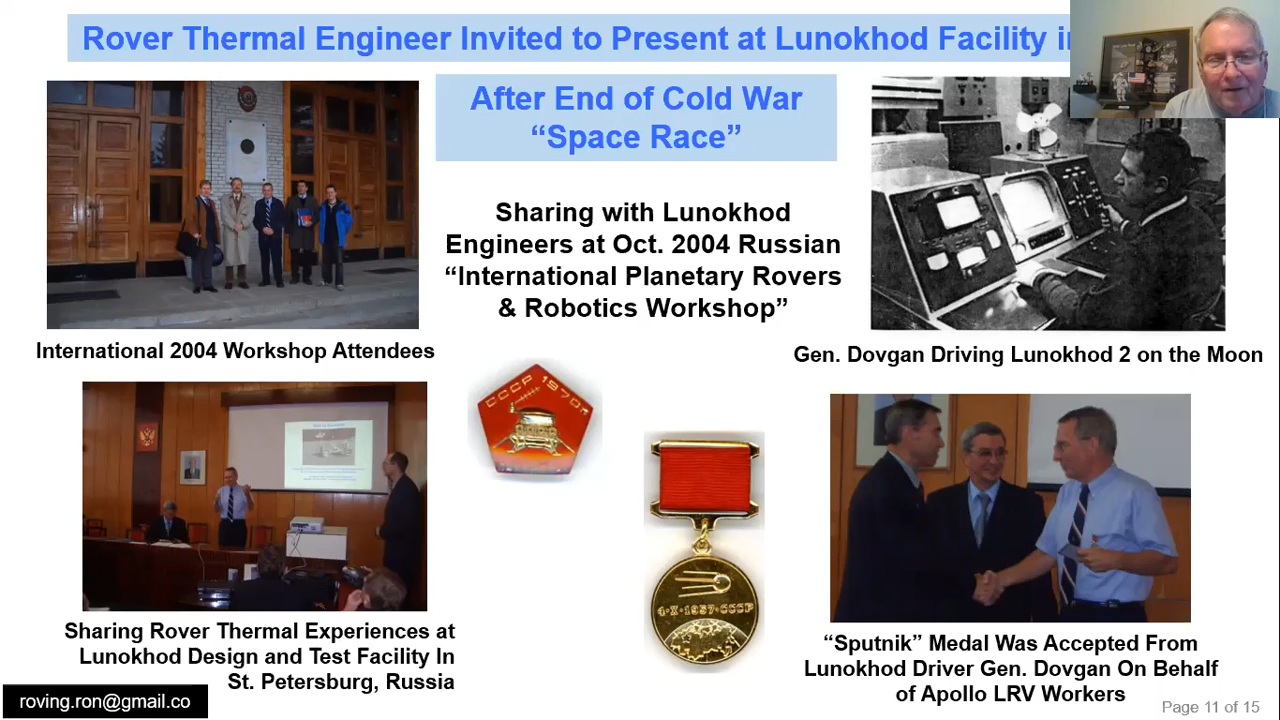 Rover Thermal Engineer Invited to Present at Lunokhod Facility in
After End of Cold War
“Space Race”
Sharing with Lunokhod
Engineers at Oct. 2004 Russian
“International Planetary Rovers
& Robotics Workshop”
International 2004 Workshop Attendees
Gen. Dovgan Driving Lunokhod 2 on the Moon
СССР 1970г
4·X·1957·СССР
Sharing Rover Thermal Experiences at
Lunokhod Design and Test Facility In
St. Petersburg, Russia
“Sputnik” Medal Was Accepted From
Lunokhod Driver Gen. Dovgan On Behalf
of Apollo LRV Workers
roving.ron@gmail.co
Page 11 of 15